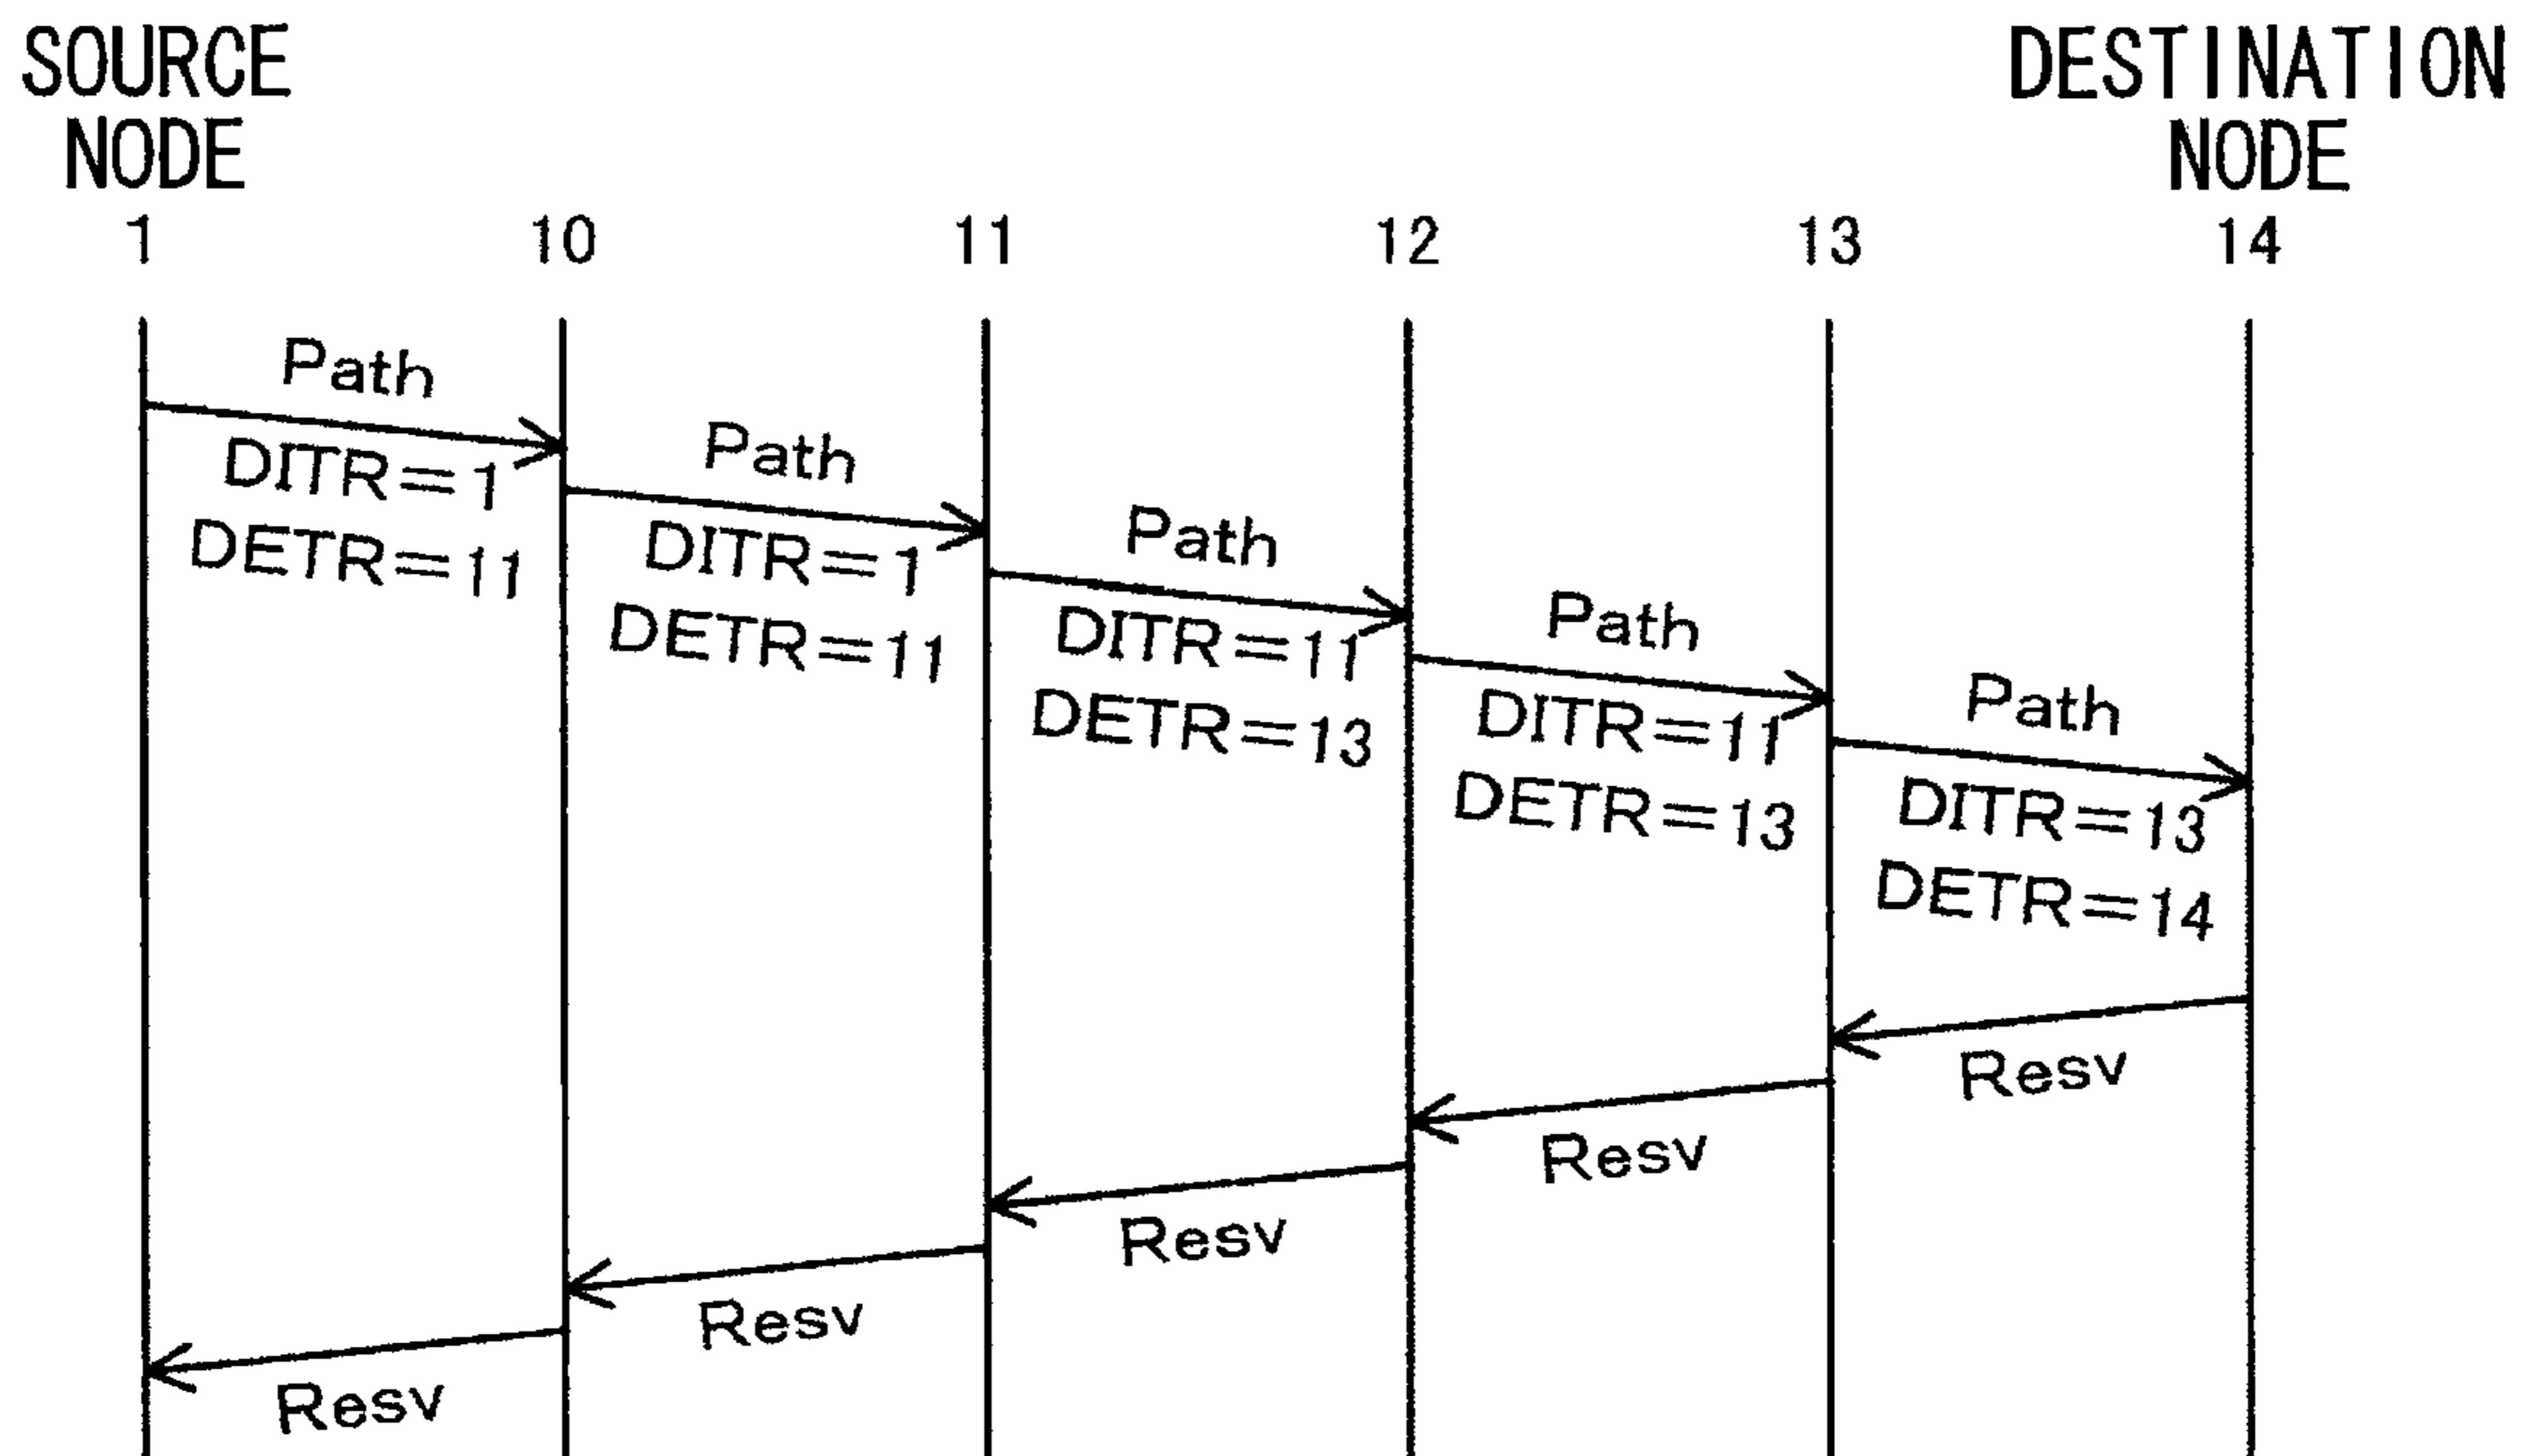 SOURCE
NODE
DESTINATION
NODE
1
10
11
12
13
14
Path
DITR=1
DETR=11
Path
DITR=1
DETR=11
Path
DITR=11
DETR=13
Path
DITR=11
DETR=13
Path
DITR=13
DETR=14
Resv
Resv
Resv
Resv
Resv